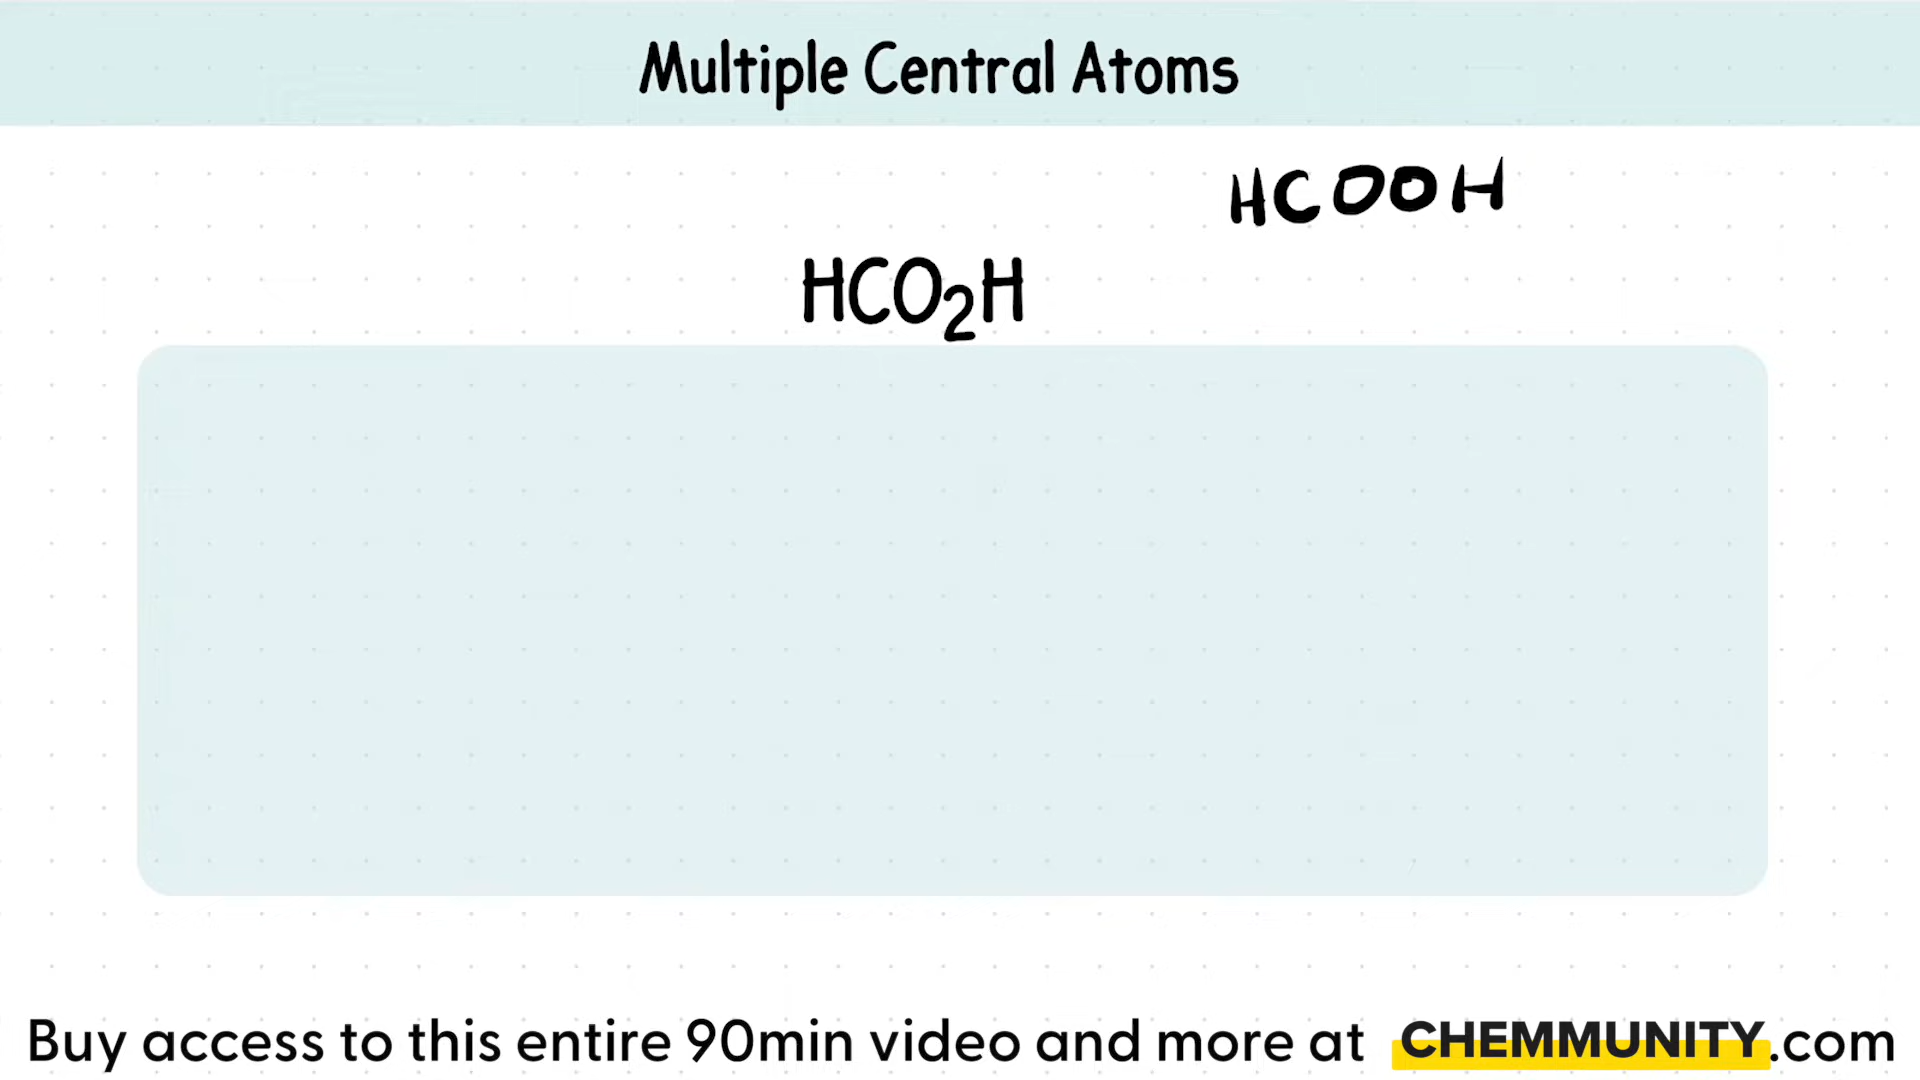 Multiple Central Atoms
HCOOH
HCO₂H
Buy access to this entire 90min video and more at CHEMMUNITY.com